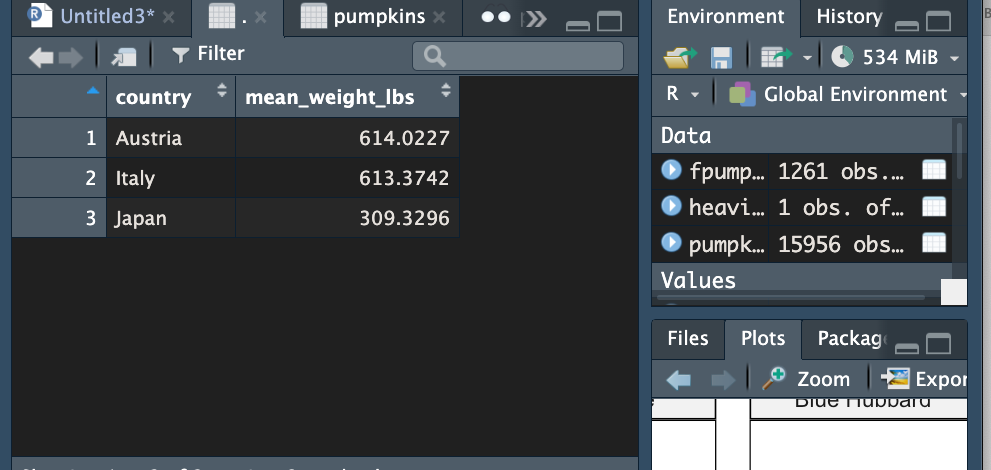 Untitled3*
.
pumpkins
Filter
country mean_weight_lbs
1 Austria 614.0227
2 Italy 613.3742
3 Japan 309.3296
Environment History
534 MiB
R Global Environment
Data
fpump… 1261 obs.…
heavi… 1 obs. of…
pumpk… 15956 obs…
Values
Files Plots Packag
Zoom Expor
Blue Hubbard